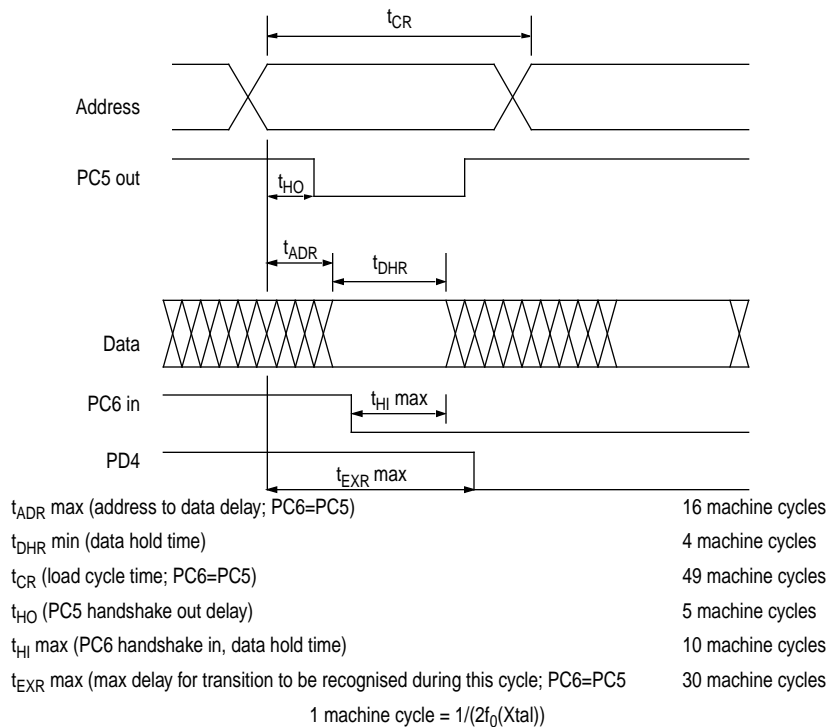 tCR
Address
PC5 out
tHO
tADR
tDHR
Data
PC6 in
tHI max
PD4
tEXR max
tADR max (address to data delay; PC6=PC5) 16 machine cycles
tDHR min (data hold time) 4 machine cycles
tCR (load cycle time; PC6=PC5) 49 machine cycles
tHO (PC5 handshake out delay) 5 machine cycles
tHI max (PC6 handshake in, data hold time) 10 machine cycles
tEXR max (max delay for transition to be recognised during this cycle; PC6=PC5 30 machine cycles
1 machine cycle = 1/(2f0(Xtal))